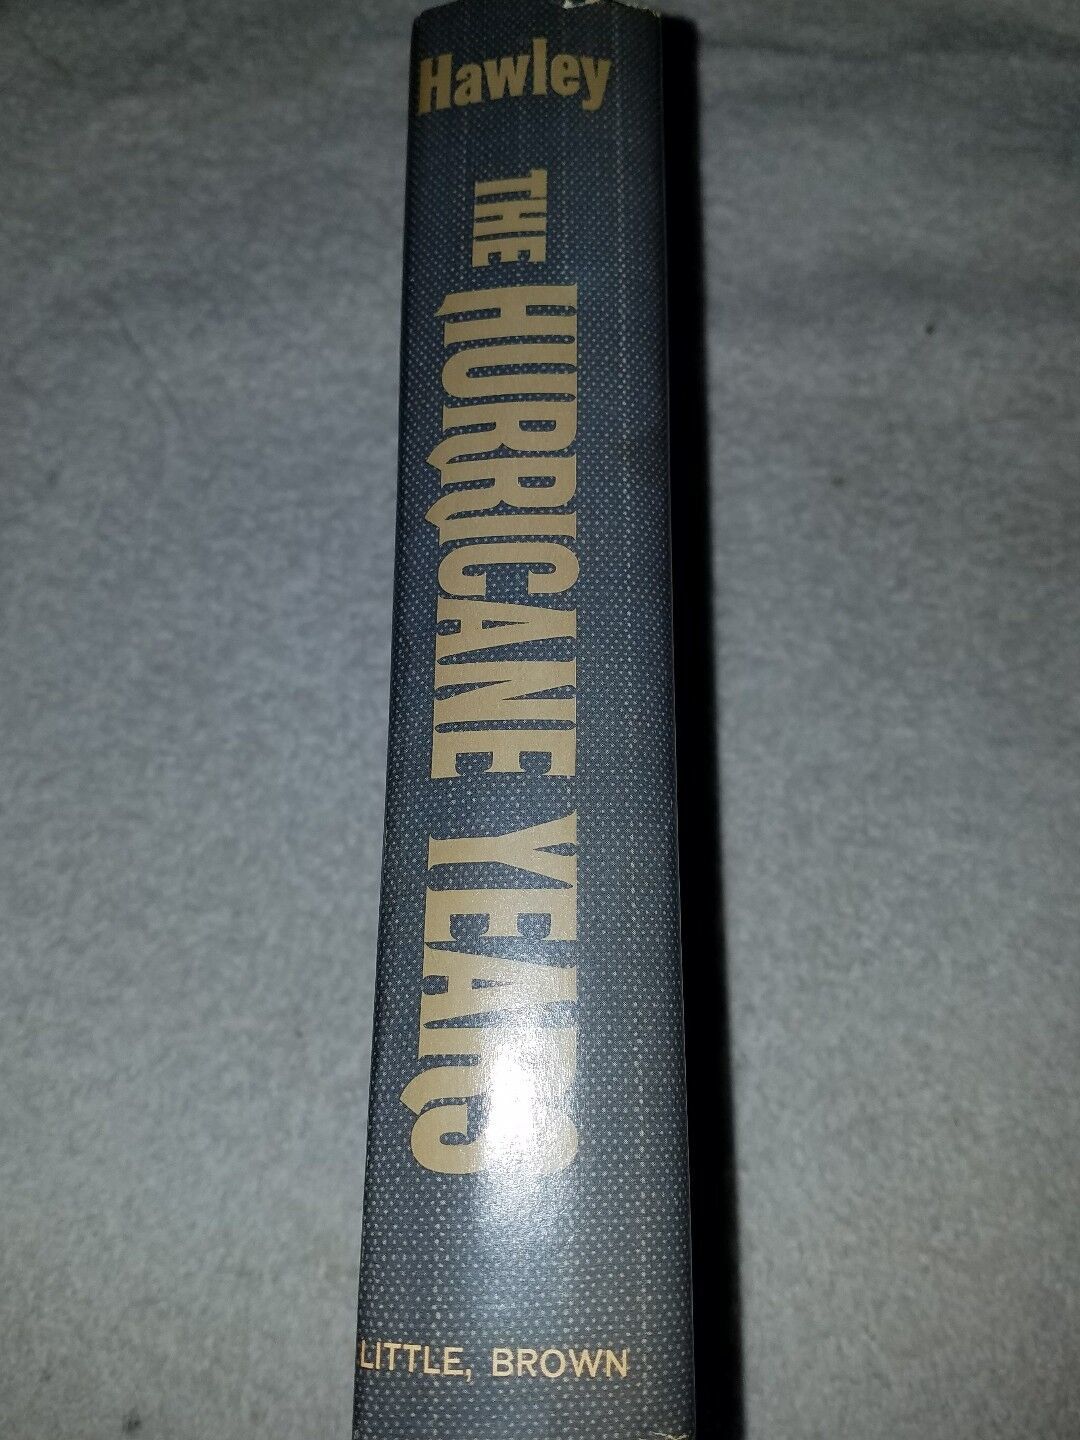 Hawley
THE HURRICANE YEARS
LITTLE, BROWN